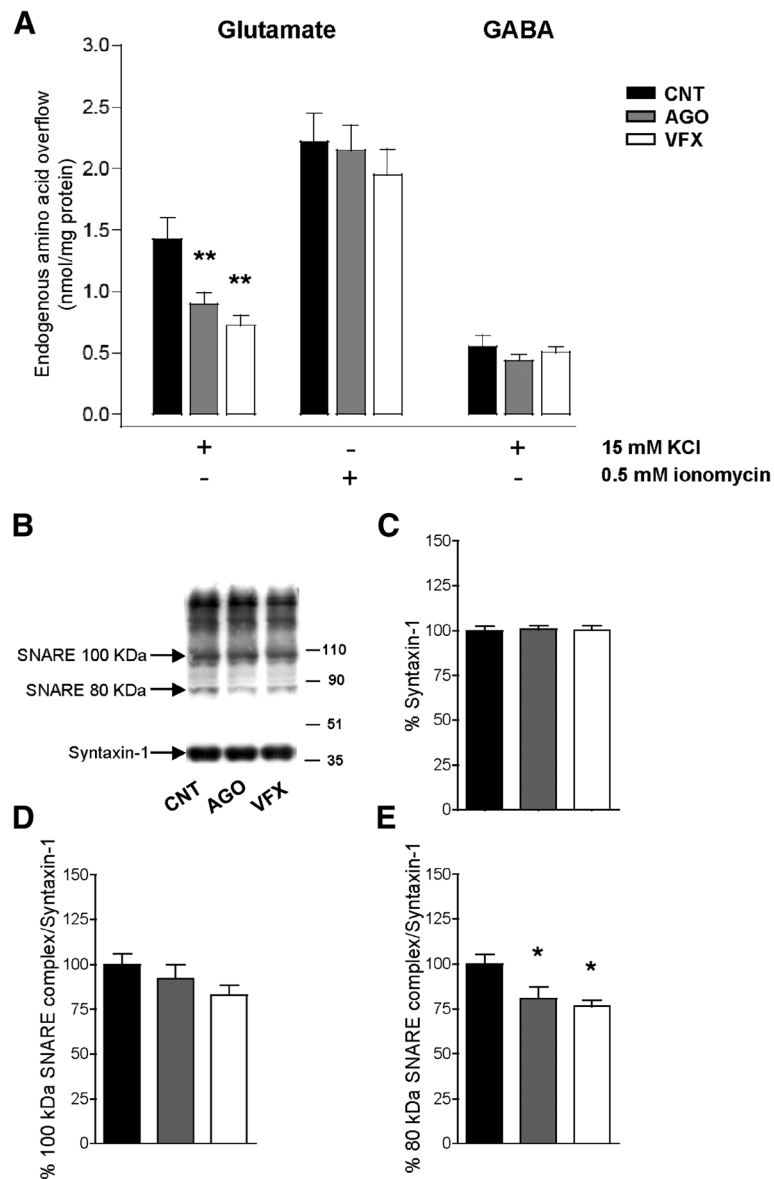 A
Glutamate
GABA
Endogenous amino acid overflow
(nmol/mg protein)
3.0
2.5
2.0
1.5
1.0
0.5
0.0
** **
CNT
AGO
VFX
+ - + 15 mM KCl
- + - 0.5 mM ionomycin
B
SNARE 100 KDa
SNARE 80 KDa
Syntaxin-1
110
90
51
35
CNT AGO VFX
C
% Syntaxin-1
150
125
100
75
50
25
0
D
% 100 kDa SNARE complex/Syntaxin-1
150
125
100
75
50
25
0
E
% 80 kDa SNARE complex/Syntaxin-1
150
125
100
75
50
25
0
* *